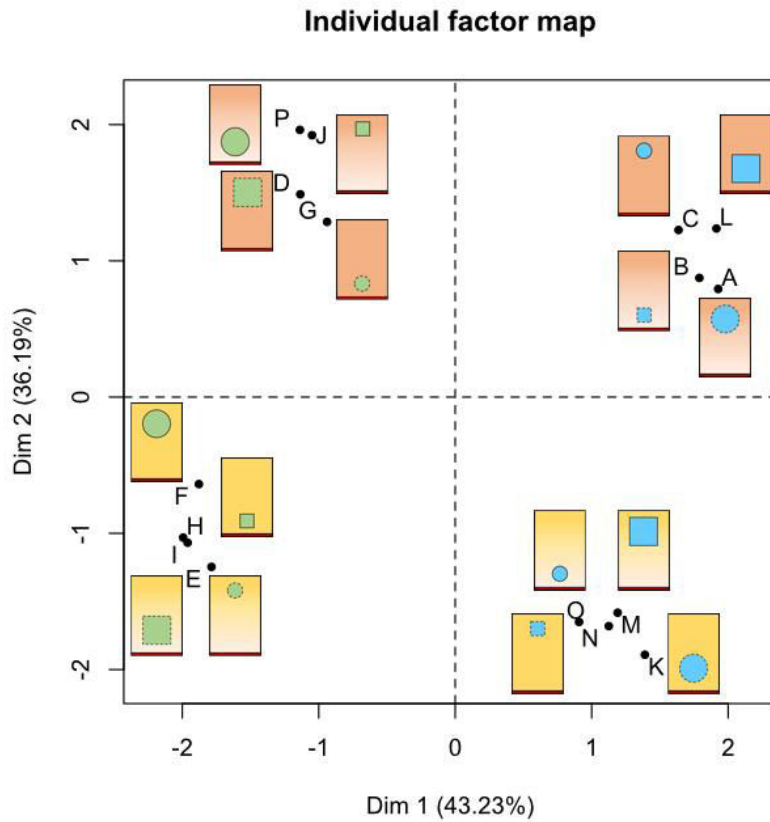 Individual factor map
2
1
0
-1
-2
Dim 2 (36.19%)
P
J
D
G
C
L
B
A
F
H
I
E
O
M
N
K
-2
-1
0
1
2
Dim 1 (43.23%)